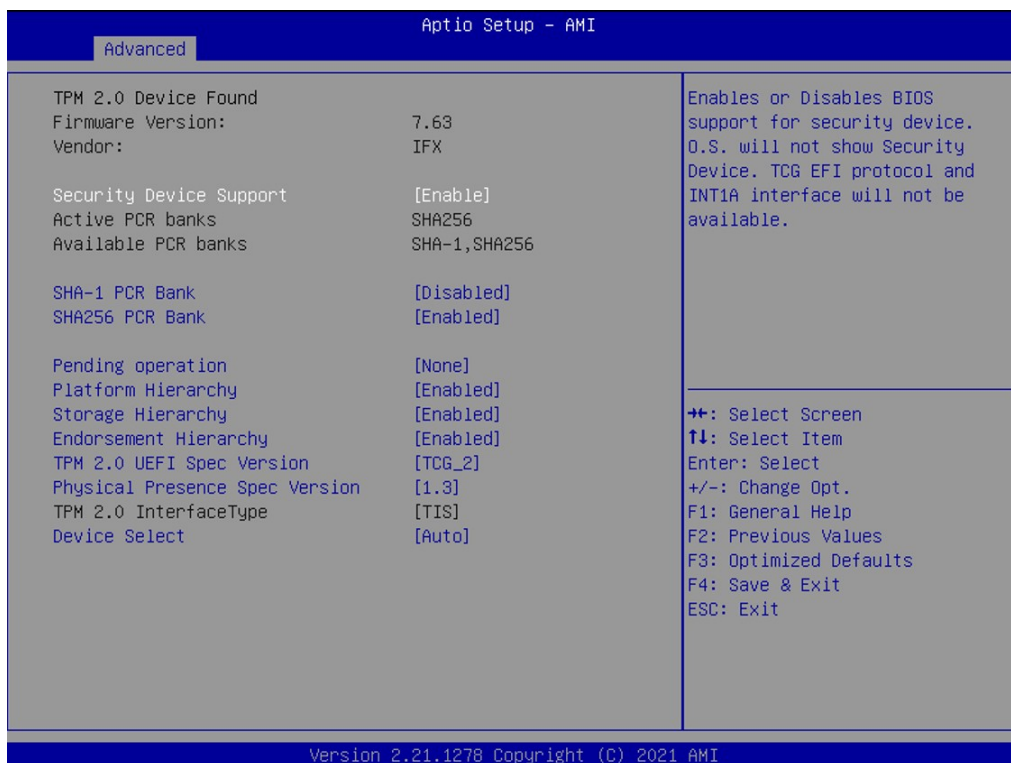 Aptio Setup – AMI
Advanced
TPM 2.0 Device Found
Firmware Version: 7.63
Vendor: IFX
Security Device Support [Enable]
Active PCR banks SHA256
Available PCR banks SHA-1,SHA256
SHA-1 PCR Bank [Disabled]
SHA256 PCR Bank [Enabled]
Pending operation [None]
Platform Hierarchy [Enabled]
Storage Hierarchy [Enabled]
Endorsement Hierarchy [Enabled]
TPM 2.0 UEFI Spec Version [TCG_2]
Physical Presence Spec Version [1.3]
TPM 2.0 InterfaceType [TIS]
Device Select [Auto]
Enables or Disables BIOS
support for security device.
O.S. will not show Security
Device. TCG EFI protocol and
INT1A interface will not be
available.
→←: Select Screen
↑↓: Select Item
Enter: Select
+/-: Change Opt.
F1: General Help
F2: Previous Values
F3: Optimized Defaults
F4: Save & Exit
ESC: Exit
Version 2.21.1278 Copyright (C) 2021 AMI